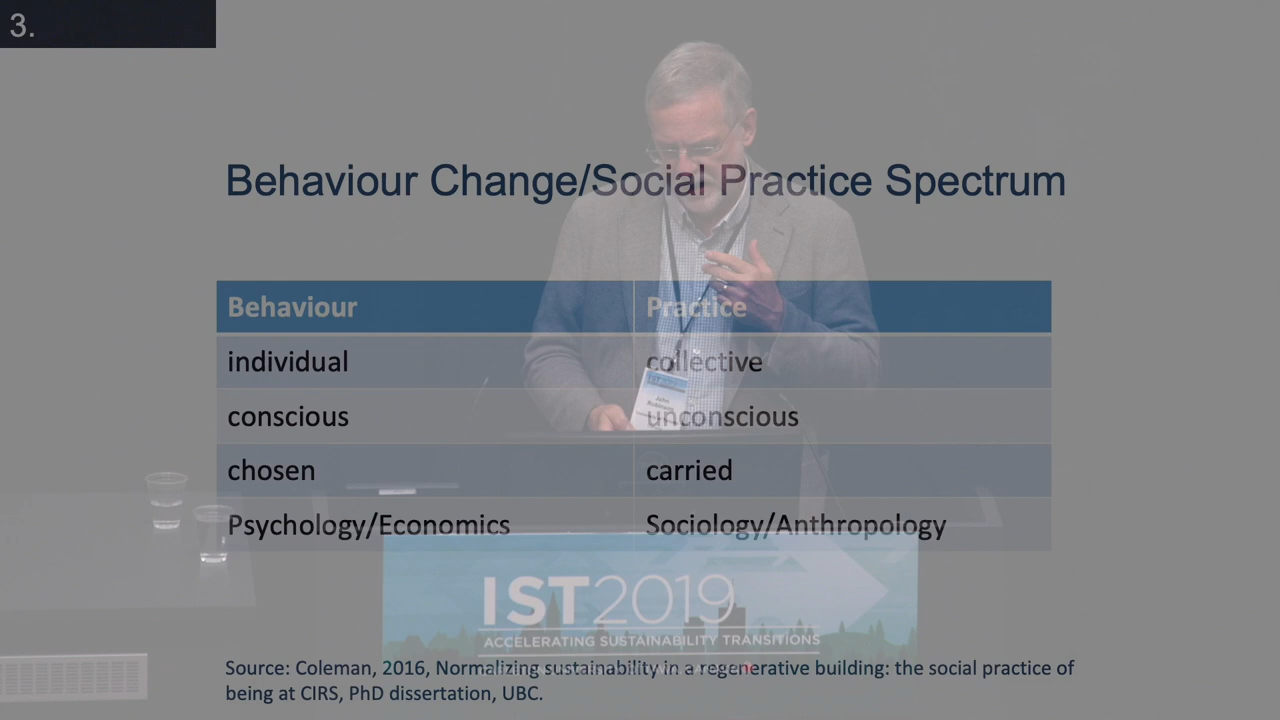 3.
Behaviour Change/Social Practice Spectrum
Behaviour Practice
individual collective
conscious unconscious
chosen carried
Psychology/Economics Sociology/Anthropology
John
Robinson
IST2019
ACCELERATING SUSTAINABILITY TRANSITIONS
Source: Coleman, 2016, Normalizing sustainability in a regenerative building: the social practice of
being at CIRS, PhD dissertation, UBC.